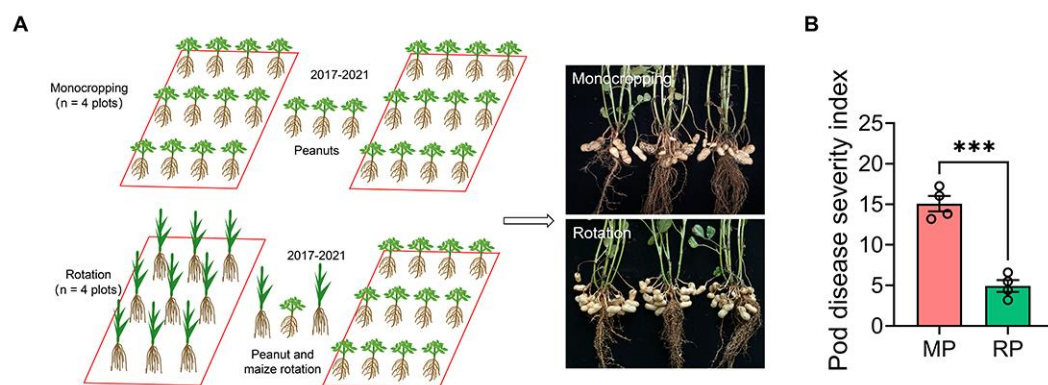 A
Monocropping
(n = 4 plots)
2017-2021
Peanuts
Rotation
(n = 4 plots)
2017-2021
Peanut and
maize rotation
Monocropping
Rotation
B
Pod disease severity index
25
20
15
10
5
0
***
MP
RP